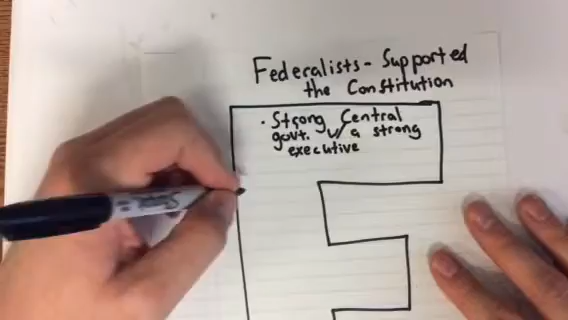 Federalists - Supported
the Constitution
• Strong Central
govt. w/ a strong
executive